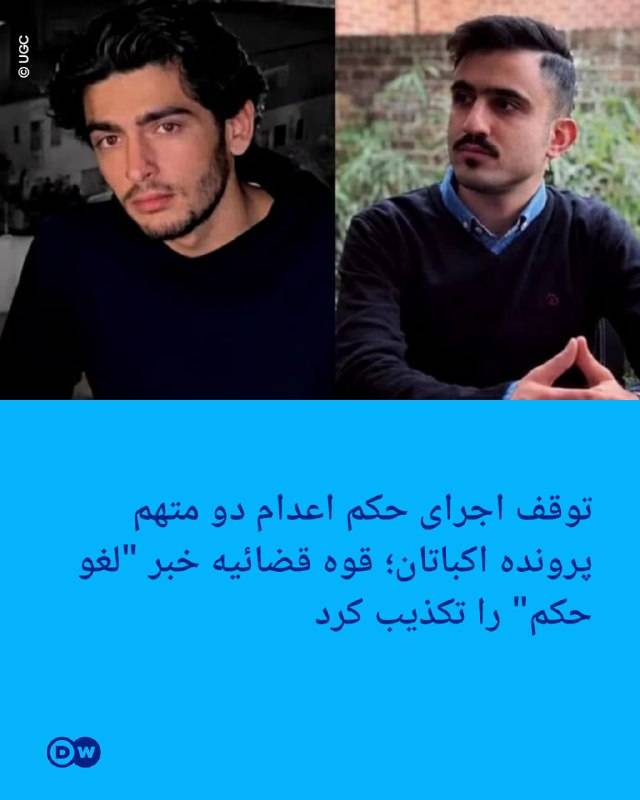 © UGC
توقف اجرای حکم اعدام دو متهم
پرونده اکباتان؛ قوه قضائیه خبر "لغو
حکم" را تکذیب کرد
DW